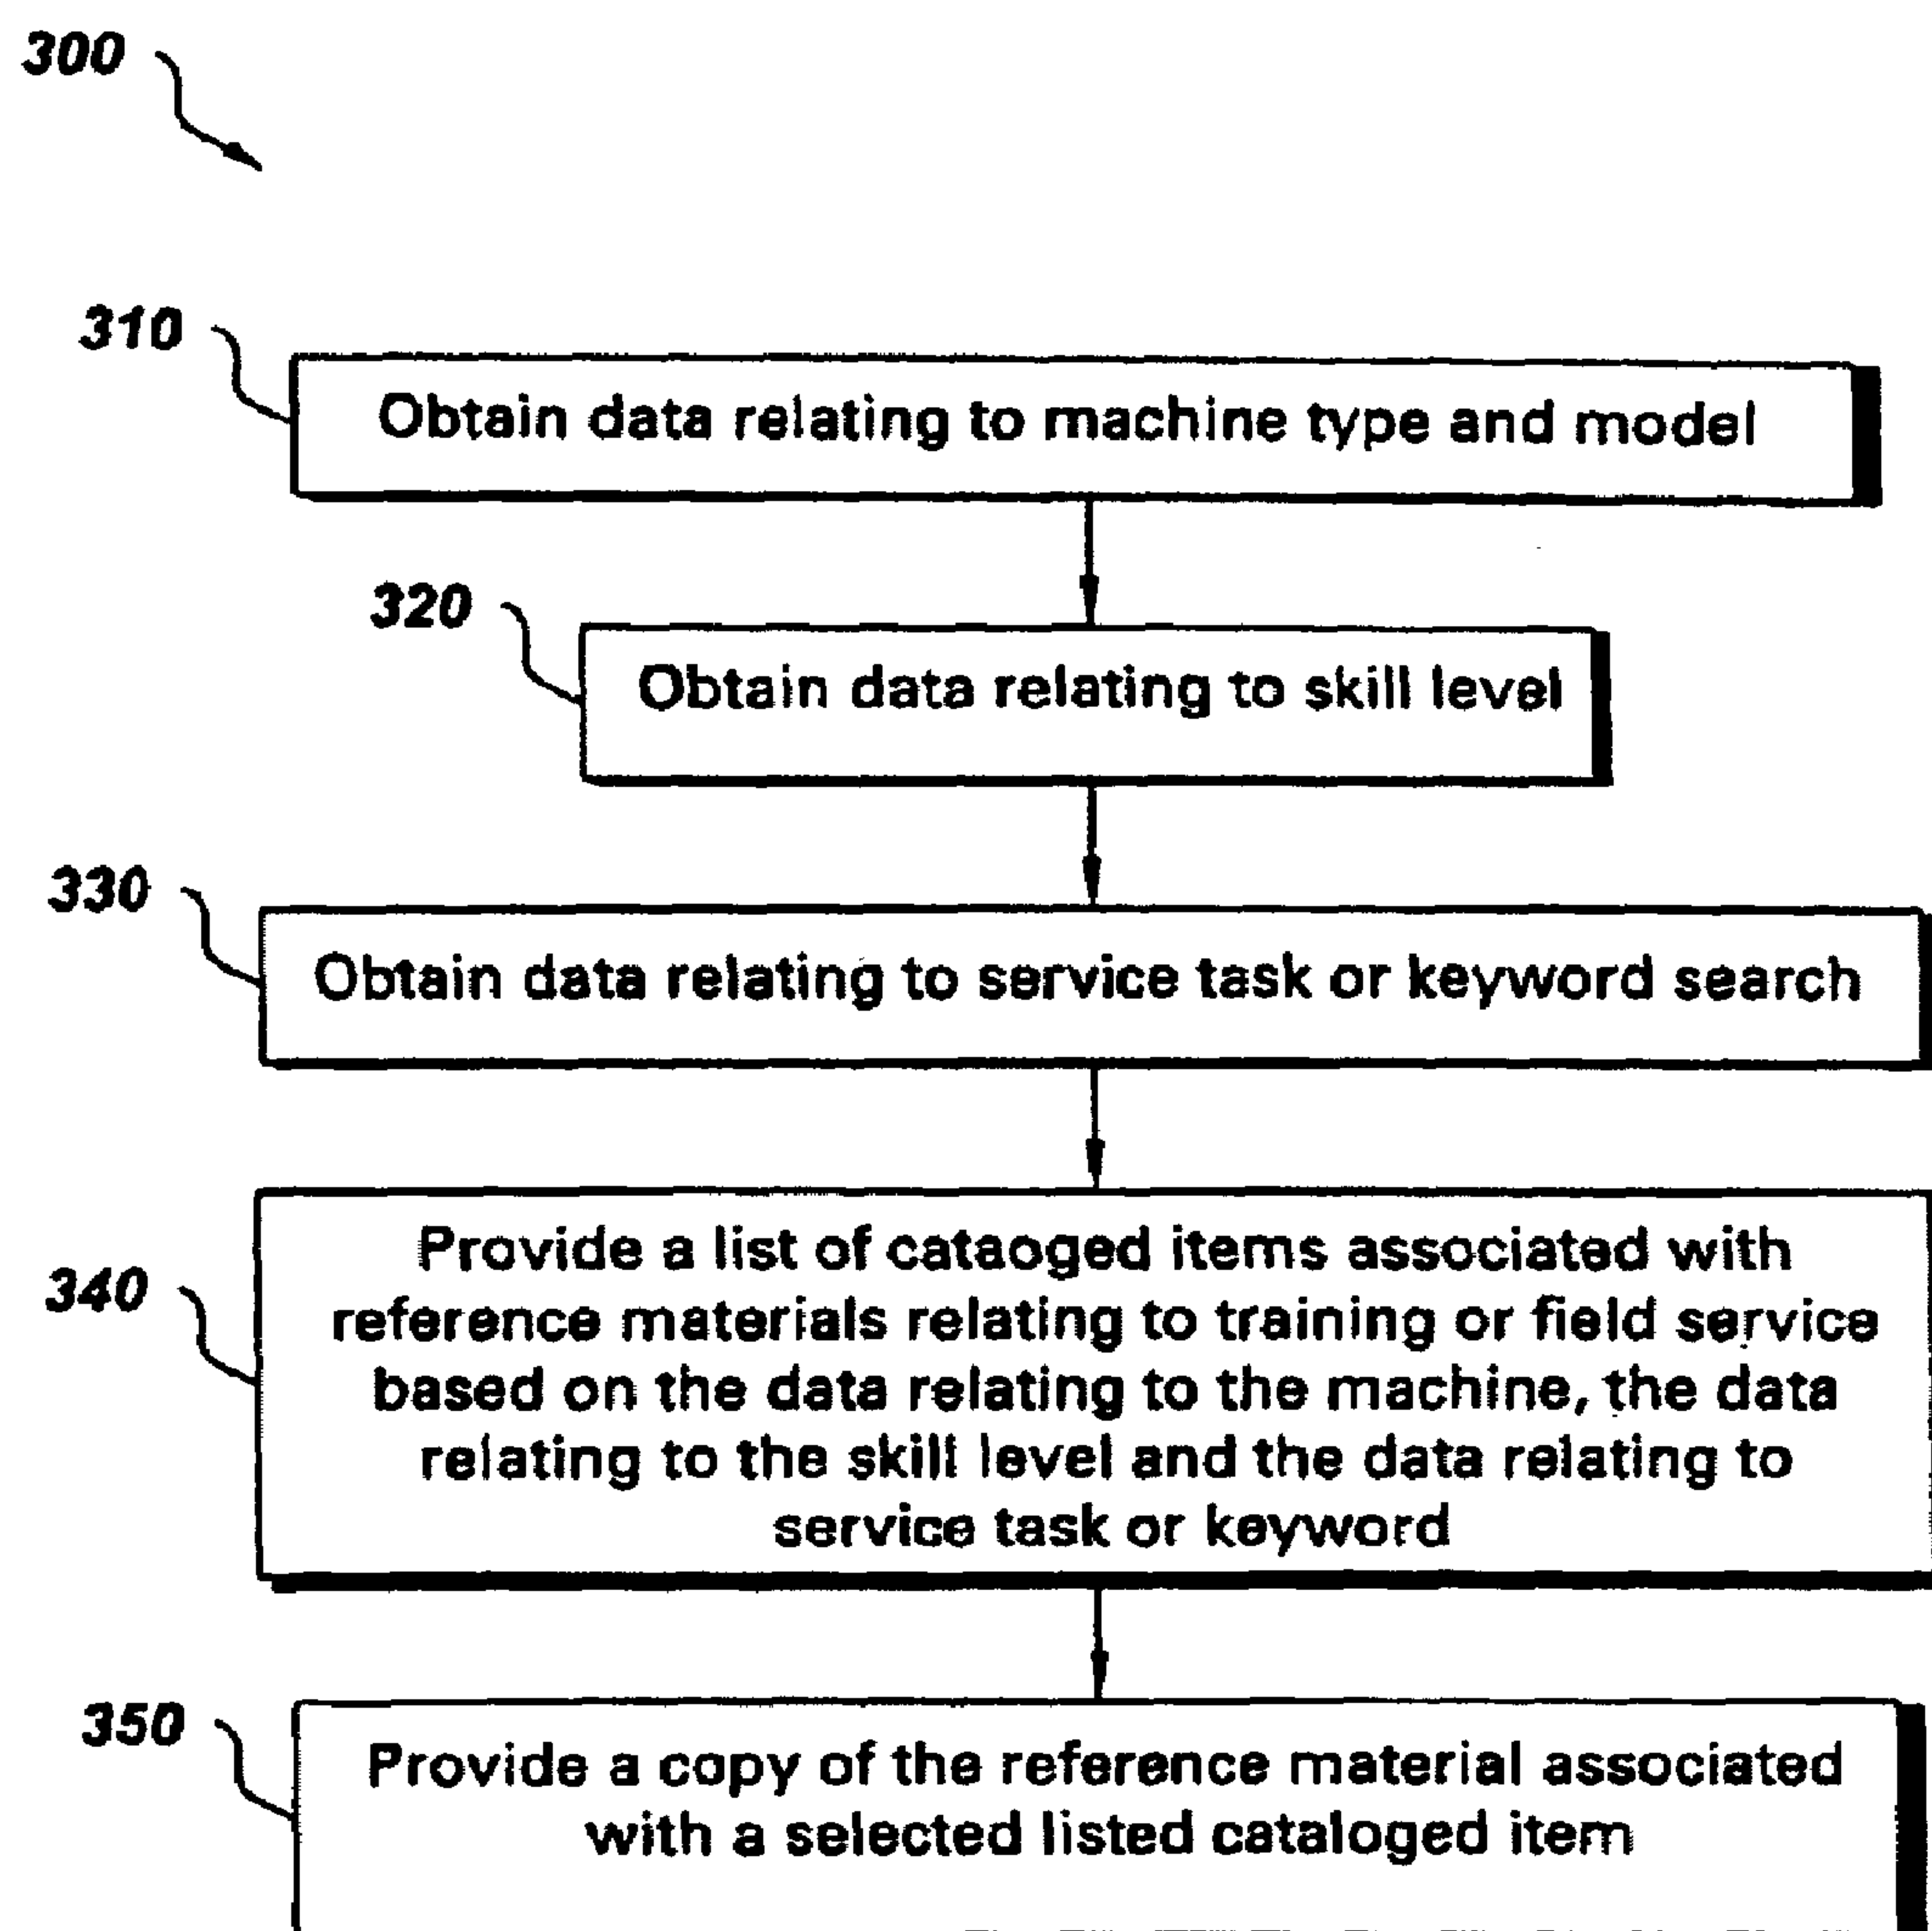 300
310
Obtain data relating to machine type and model
320
Obtain data relating to skill level
330
Obtain data relating to service task or keyword search
340
Provide a list of cataoged items associated with
reference materials relating to training or field service
based on the data relating to the machine, the data
relating to the skill level and the data relating to
service task or keyword
350
Provide a copy of the reference material associated
with a selected listed cataloged item